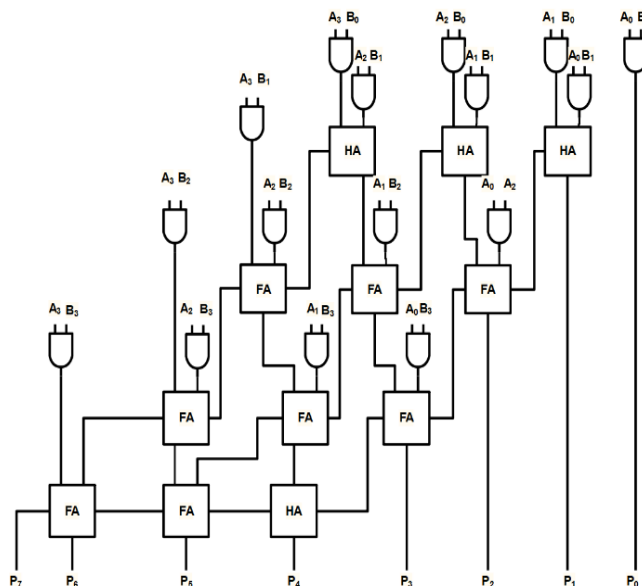 A₃ B₀ A₂ B₀ A₁ B₀ A₀ B
A₂ B₁ A₁ B₁ A₀ B₁
A₃ B₁
HA HA HA
A₃ B₂ A₂ B₂ A₁ B₂ A₀ A₂
FA FA FA
A₃ B₃ A₂ B₃ A₁ B₃ A₀ B₃
FA FA FA
FA FA HA
P₇ P₆ P₅ P₄ P₃ P₂ P₁ P₀